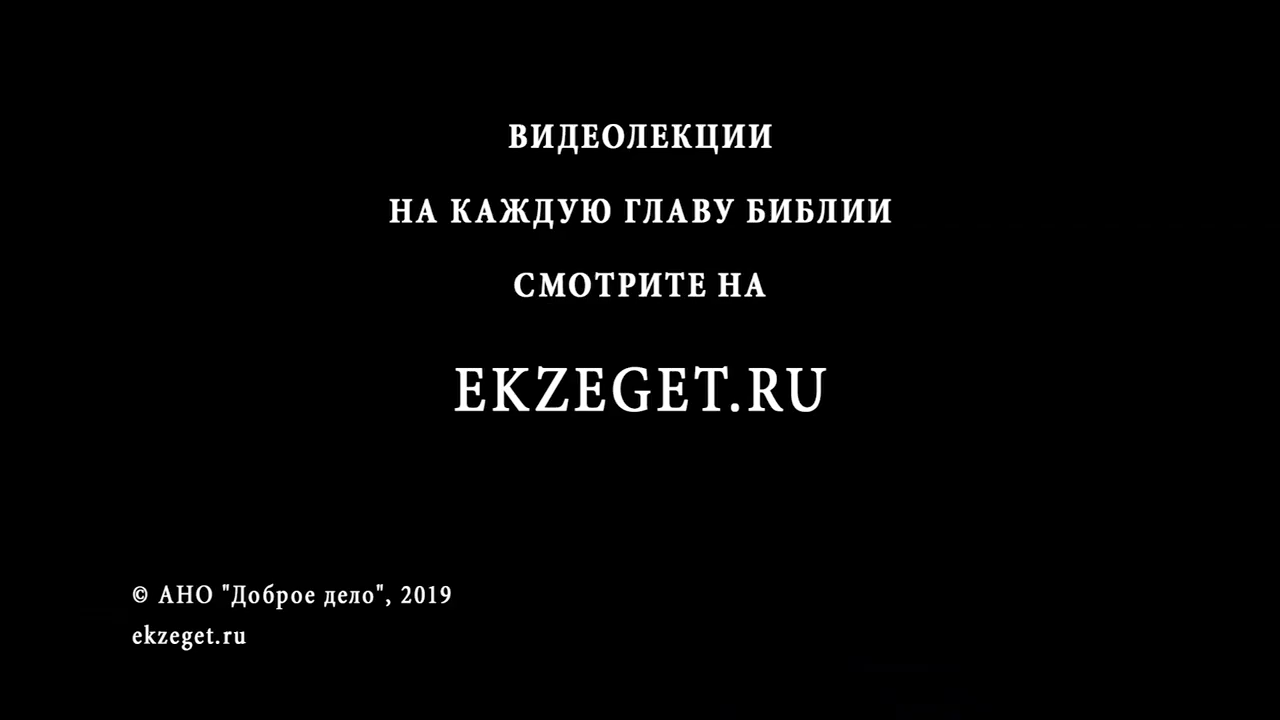 ВИДЕОЛЕКЦИИ
НА КАЖДУЮ ГЛАВУ БИБЛИИ
СМОТРИТЕ НА
EKZEGET.RU
© АНО "Доброе дело", 2019
ekzeget.ru